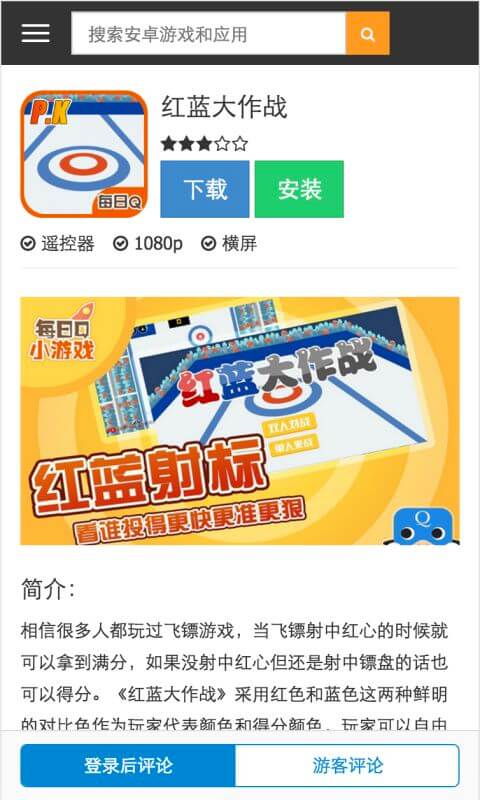 搜索安卓游戏和应用
P.K
每日Q
红蓝大作战
下载
安装
遥控器
1080p
横屏
每日Q
小游戏
红蓝大作战
双人对战
单人来战
红蓝射标
看谁投得更快更准更狠
Q
简介:
相信很多人都玩过飞镖游戏，当飞镖射中红心的时候就
可以拿到满分，如果没射中红心但还是射中镖盘的话也
可以得分。《红蓝大作战》采用红色和蓝色这两种鲜明
的对比色作为玩家代表颜色和得分颜色，玩家可以自由
登录后评论
游客评论